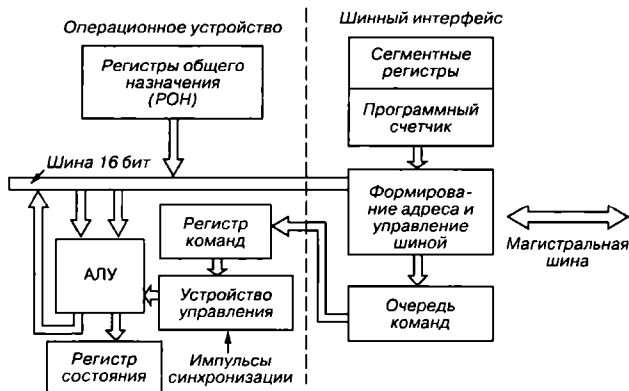 Операционное устройство
Шинный интерфейс
Регистры общего
назначения
(РОН)
Сегментные
регистры
Программный
счетчик
Шина 16 бит
Формирова-
ние адреса и
управление
шиной
Магистральная
шина
Регистр
команд
АЛУ
Устройство
управления
Очередь
команд
Регистр
состояния
Импульсы
синхронизации